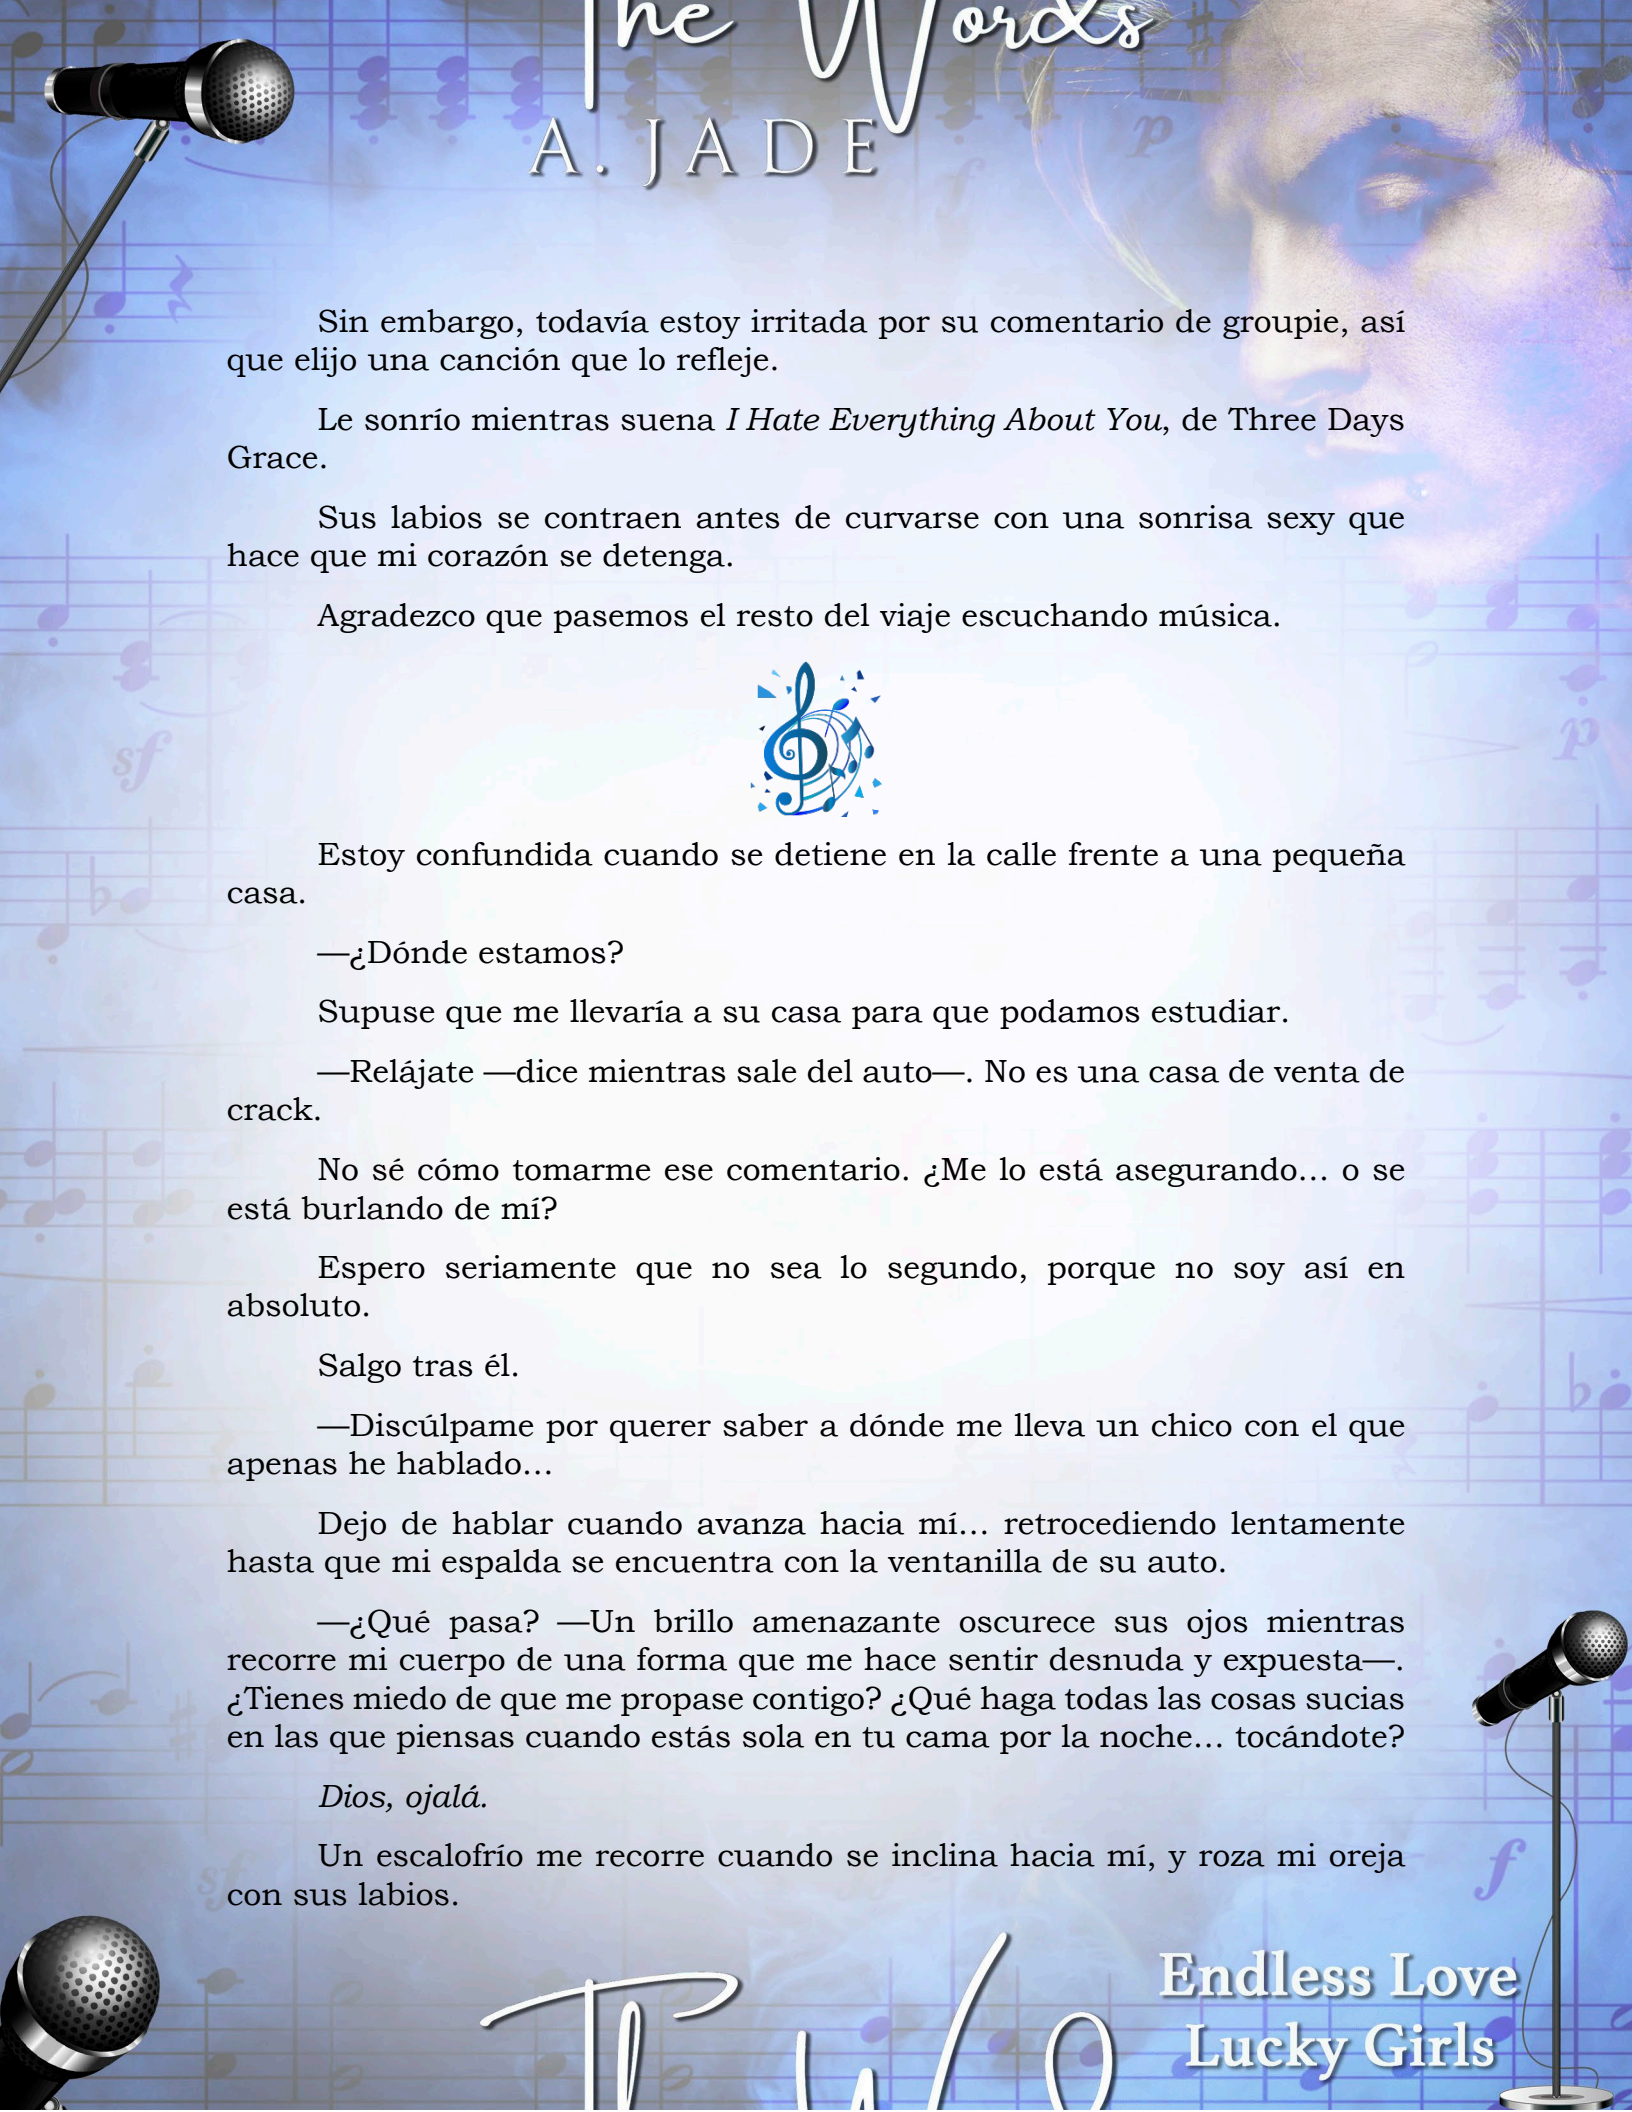 The Words
A. JADE
Sin embargo, todavía estoy irritada por su comentario de groupie, así
que elijo una canción que lo refleje.
Le sonrío mientras suena I Hate Everything About You, de Three Days
Grace.
Sus labios se contraen antes de curvarse con una sonrisa sexy que
hace que mi corazón se detenga.
Agradezco que pasemos el resto del viaje escuchando música.
Estoy confundida cuando se detiene en la calle frente a una pequeña
casa.
—¿Dónde estamos?
Supuse que me llevaría a su casa para que podamos estudiar.
—Relájate —dice mientras sale del auto—. No es una casa de venta de
crack.
No sé cómo tomarme ese comentario. ¿Me lo está asegurando… o se
está burlando de mí?
Espero seriamente que no sea lo segundo, porque no soy así en
absoluto.
Salgo tras él.
—Discúlpame por querer saber a dónde me lleva un chico con el que
apenas he hablado…
Dejo de hablar cuando avanza hacia mí… retrocediendo lentamente
hasta que mi espalda se encuentra con la ventanilla de su auto.
—¿Qué pasa? —Un brillo amenazante oscurece sus ojos mientras
recorre mi cuerpo de una forma que me hace sentir desnuda y expuesta—.
¿Tienes miedo de que me propase contigo? ¿Qué haga todas las cosas sucias
en las que piensas cuando estás sola en tu cama por la noche… tocándote?
Dios, ojalá.
Un escalofrío me recorre cuando se inclina hacia mí, y roza mi oreja
con sus labios.
Endless Love
Lucky Girls